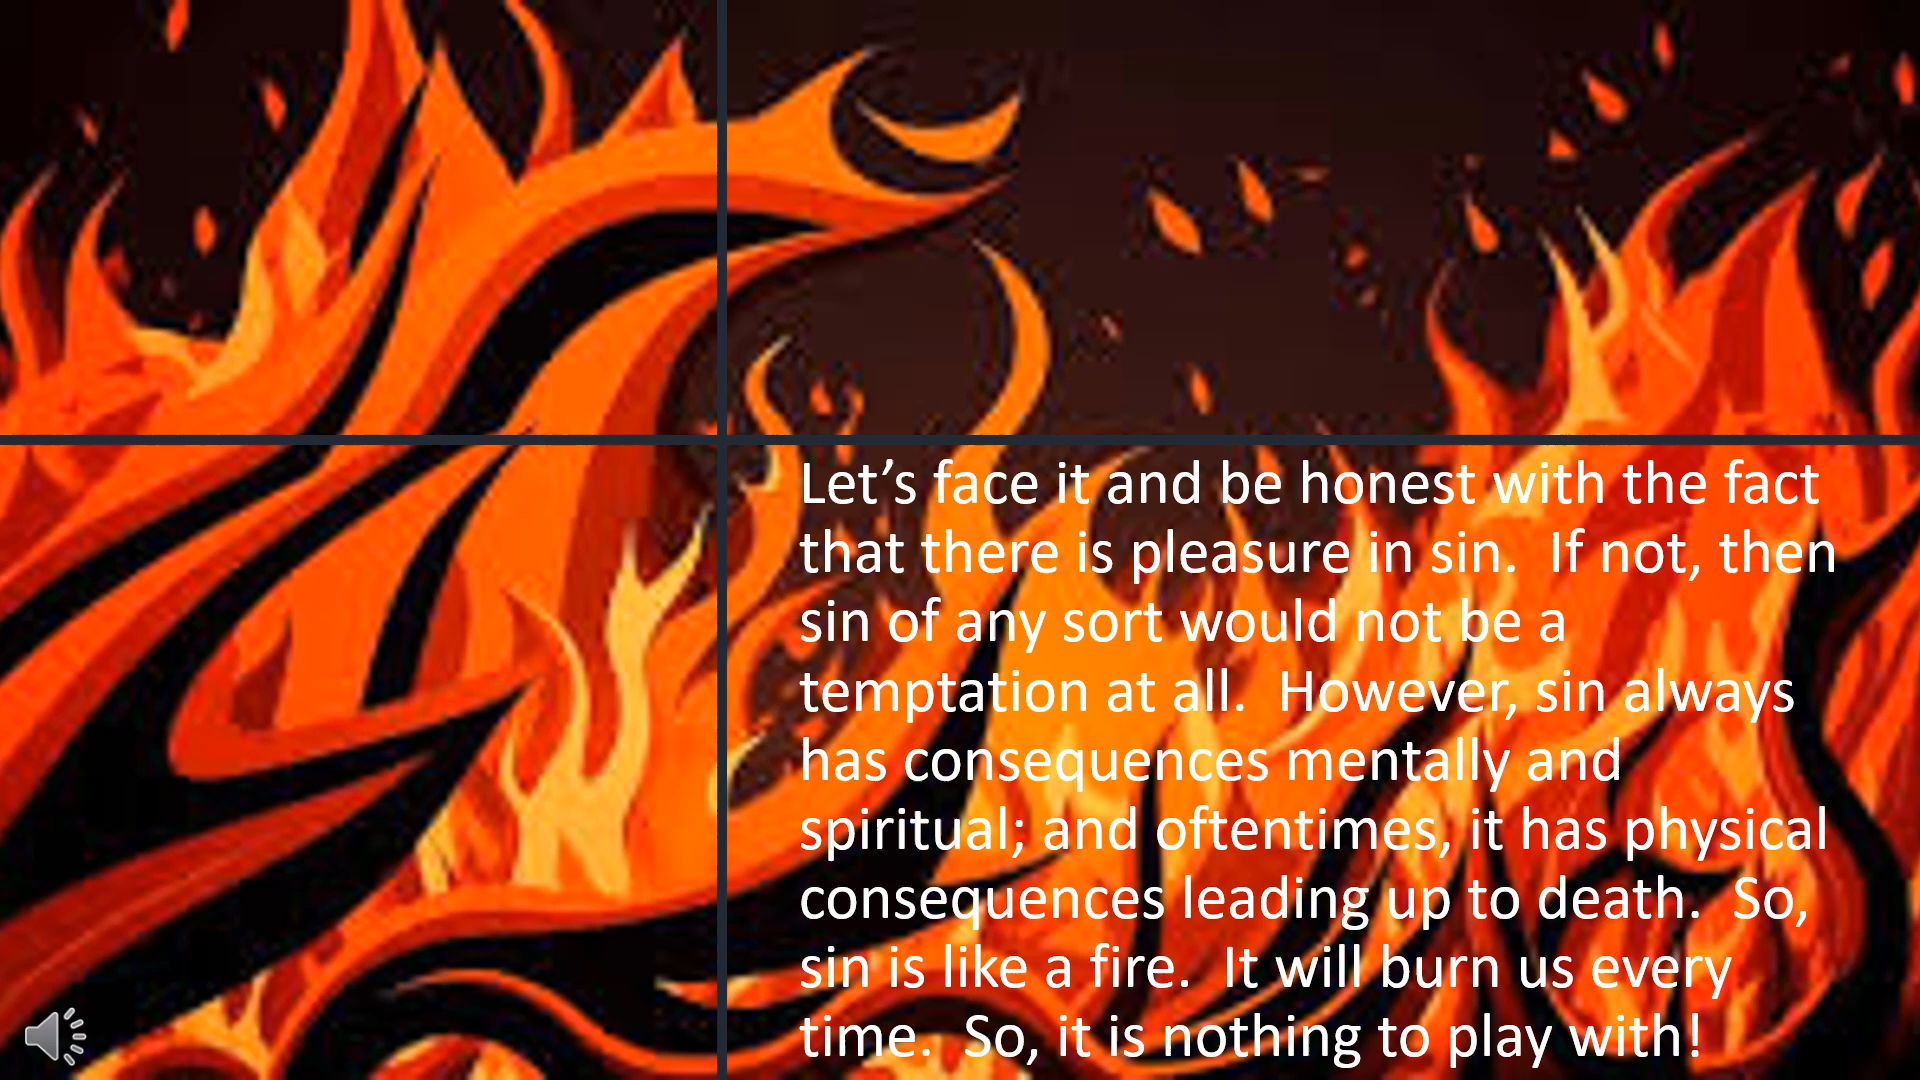 Let’s face it and be honest with the fact
that there is pleasure in sin.  If not, then
sin of any sort would not be a
temptation at all.  However, sin always
has consequences mentally and
spiritual; and oftentimes, it has physical
consequences leading up to death.  So,
sin is like a fire.  It will burn us every
time.  So, it is nothing to play with!